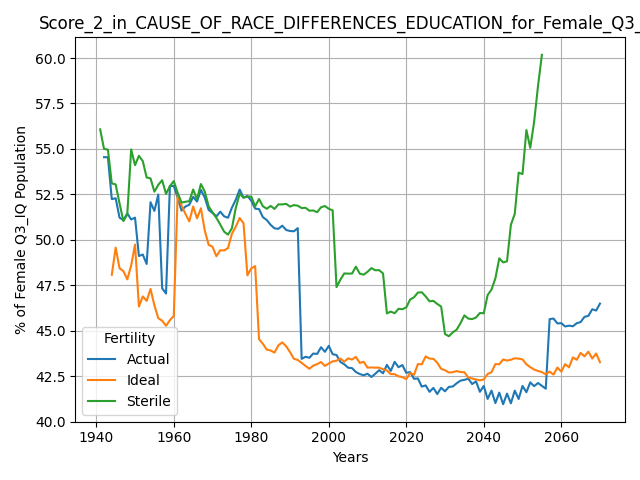 Score_2_in_CAUSE_OF_RACE_DIFFERENCES_EDUCATION_for_Female_Q3_
60.0
57.5
55.0
52.5
50.0
47.5
45.0
42.5
40.0
% of Female Q3_IQ Population
Fertility
Actual
Ideal
Sterile
1940 1960 1980 2000 2020 2040 2060
Years